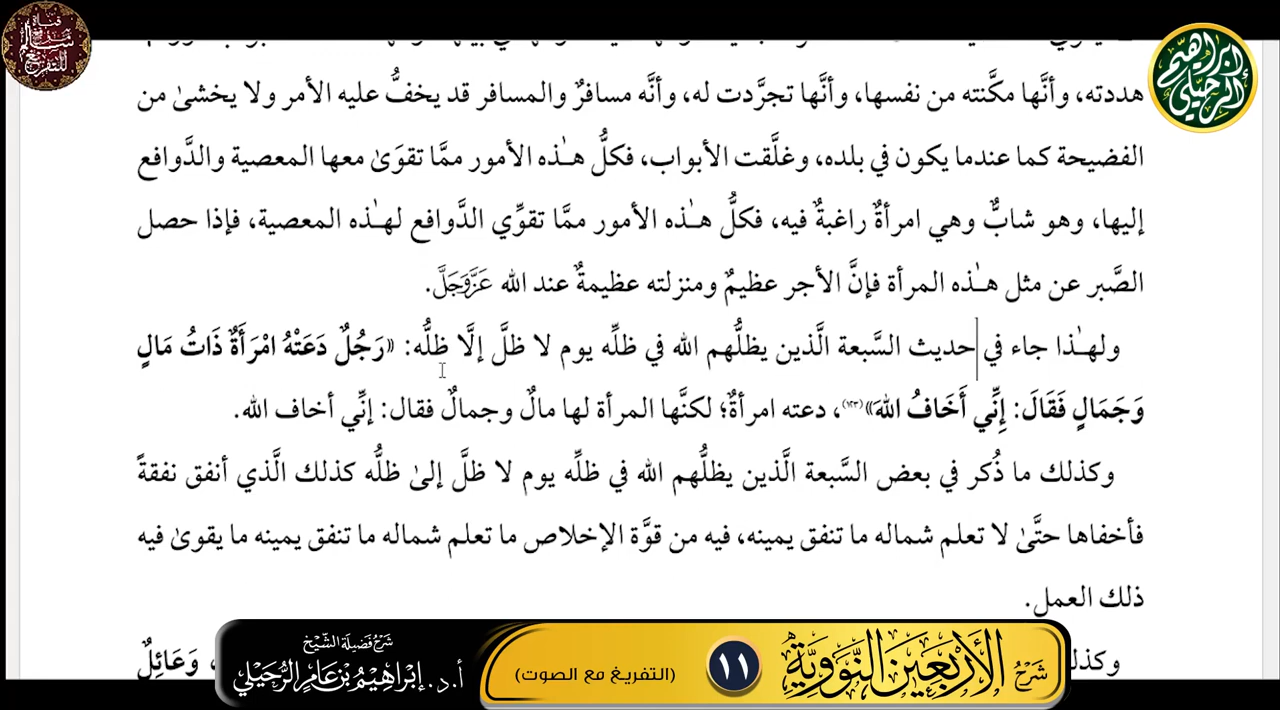 قناة
سالم
للتفريغ
إبراهيم
الرحيلي
هددته، وأنَّها مكَّنته من نفسها، وأنَّها تجرَّدت له، وأنَّه مسافرٌ والمسافر قد يخفُّ عليه الأمر ولا يخشىٰ من
الفضيحة كما عندما يكون في بلده، وغلَّقت الأبواب، فكلُّ هـٰذه الأمور ممَّا تقوَىٰ معها المعصية والدَّوافع
إليها، وهو شابٌّ وهي امرأةٌ راغبةٌ فيه، فكلُّ هـٰذه الأمور ممَّا تقوِّي الدَّوافع لهـٰذه المعصية، فإذا حصل
الصَّبر عن مثل هـٰذه المرأة فإنَّ الأجر عظيمٌ ومنزلته عظيمةٌ عند الله عَزَّوَجَلَّ.
ولهـٰذا جاء في حديث السَّبعة الَّذين يظلُّهم الله في ظلِّه يوم لا ظلَّ إلَّا ظلُّه: «رَجُلٌ دَعَتْهُ امْرَأَةٌ ذَاتُ مَالٍ
وَجَمَالٍ فَقَالَ: إِنِّي أَخَافُ اللهَ»(١٢٣)، دعته امرأةٌ؛ لكنَّها المرأة لها مالٌ وجمالٌ فقال: إنِّي أخاف الله.
وكذلك ما ذُكر في بعض السَّبعة الَّذين يظلُّهم الله في ظلِّه يوم لا ظلَّ إلىٰ ظلُّه كذلك الَّذي أنفق نفقةً
فأخفاها حتَّىٰ لا تعلم شماله ما تنفق يمينه، فيه من قوَّة الإخلاص ما تعلم شماله ما تنفق يمينه ما يقوىٰ فيه
ذلك العمل.
، وَعَائِلٌ
شرح الأربعين النووية
١١
(التفريغ مع الصوت)
شرح فضيلة الشيخ
أ.د. إبراهيم بن عامر الرحيلي